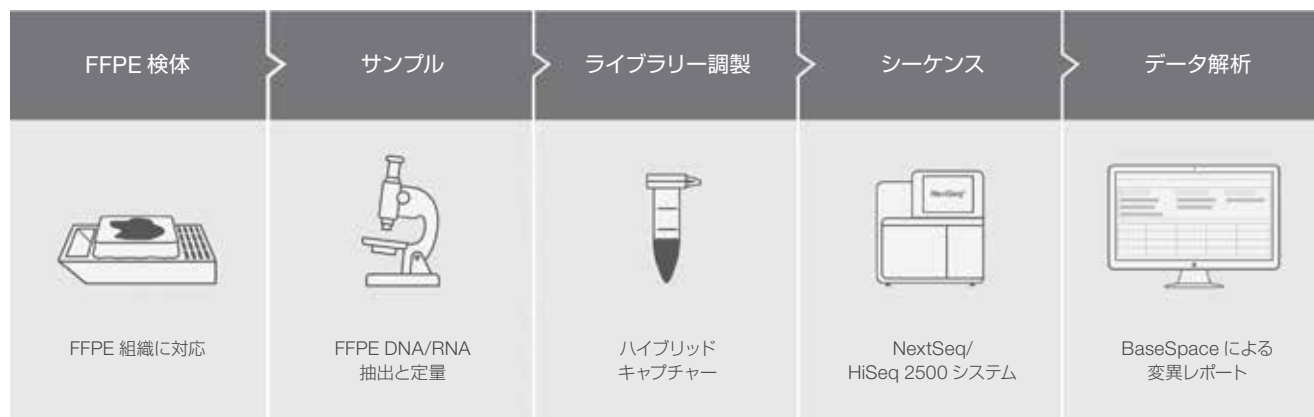 FFPE 検体
サンプル
ライブラリー調製
シーケンス
データ解析
NextSeq
FFPE 組織に対応
FFPE DNA/RNA
抽出と定量
ハイブリッド
キャプチャー
NextSeq/
HiSeq 2500 システム
BaseSpace による
変異レポート